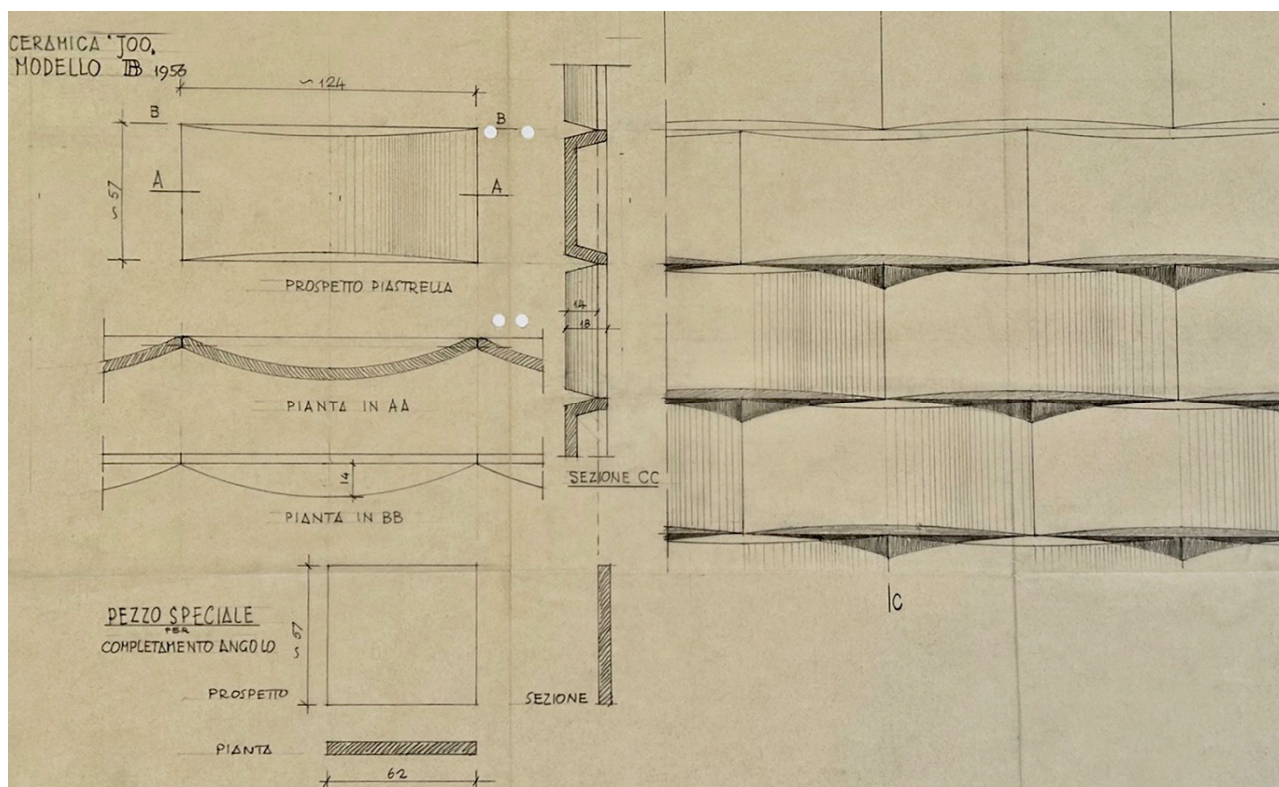 CERAMICA "JOO."
MODELLO B 1956
~ 124
B
B
A
A
~ 57
PROSPETTO PIASTRELLA
PIANTA IN AA
14
PIANTA IN BB
14
18
SEZIONE CC
C
PEZZO SPECIALE
PER
COMPLETAMENTO ANGOLO
~ 57
PROSPETTO
SEZIONE
PIANTA
62